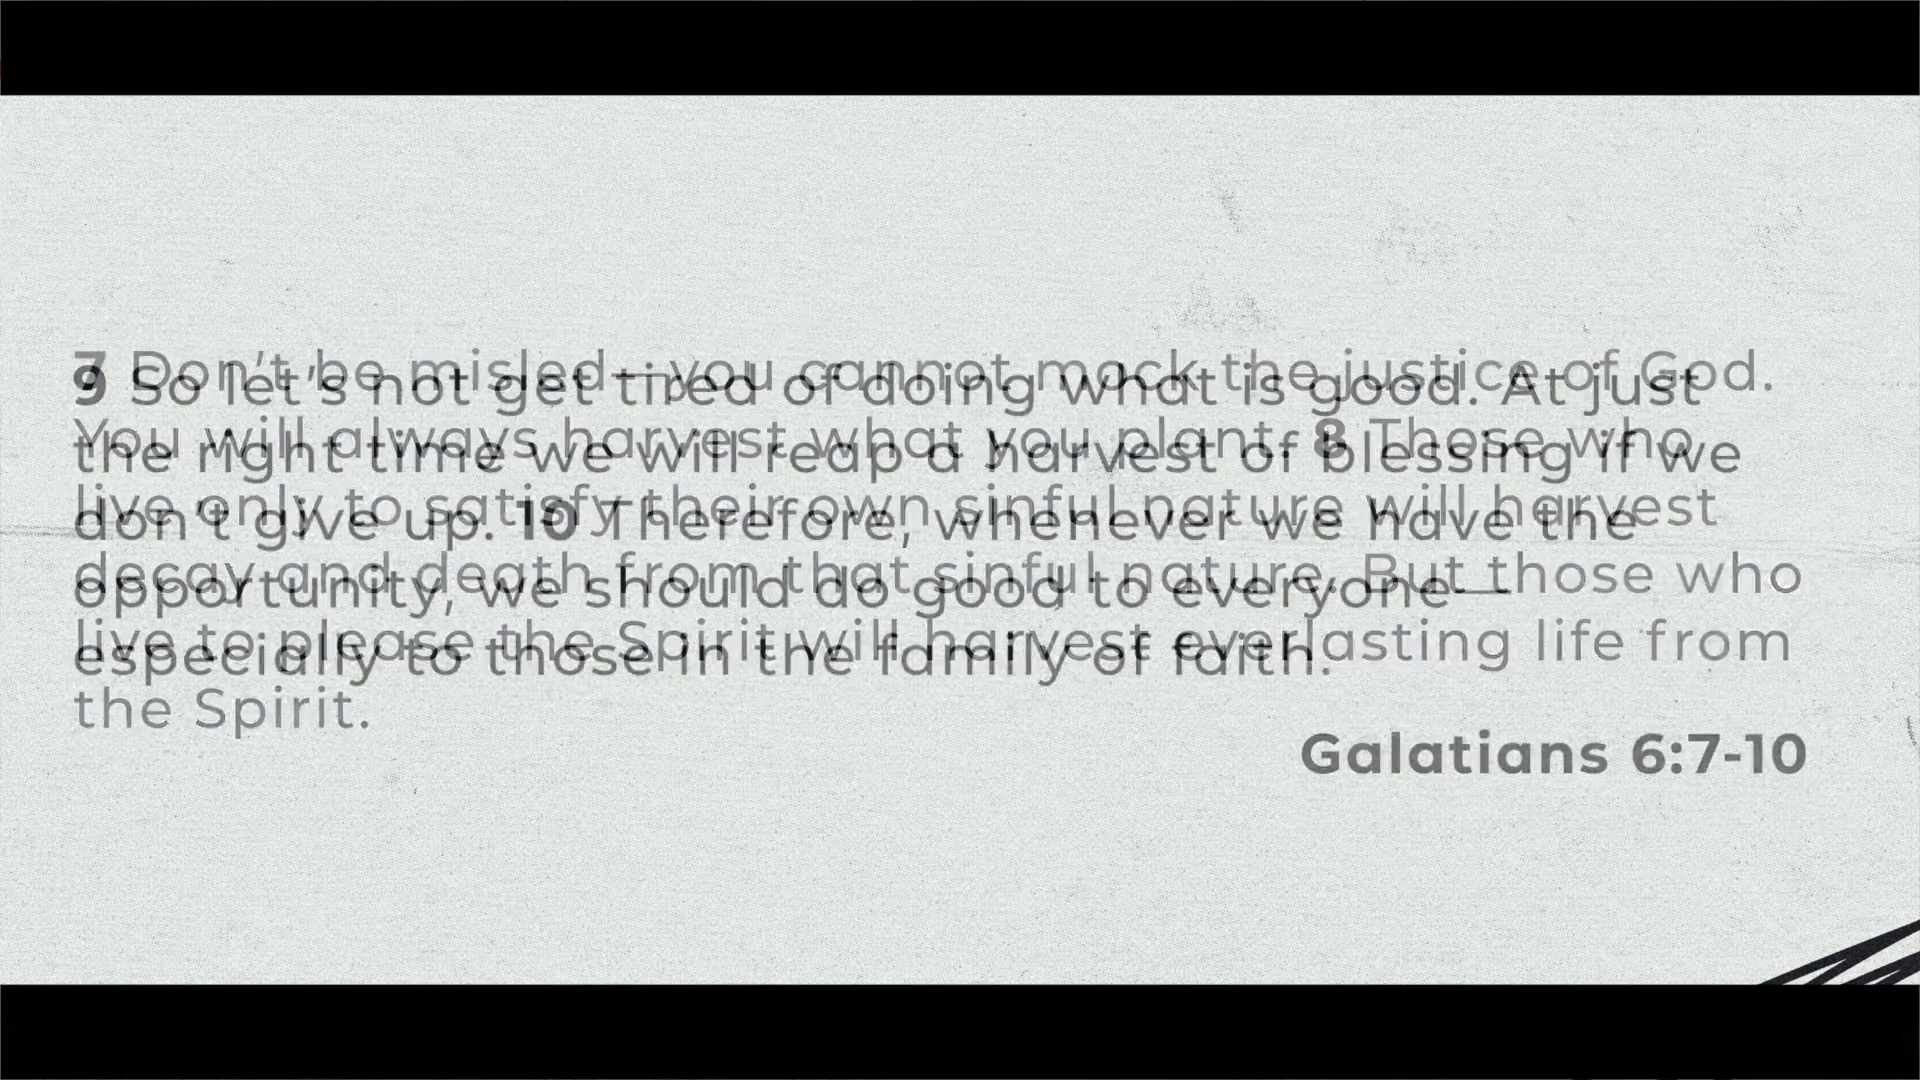 7 Don't be misled—you cannot mock the justice of God.
You will always harvest what you plant. 8 Those who
live only to satisfy their own sinful nature will harvest
decay and death from that sinful nature. But those who
live to please the Spirit will harvest everlasting life from
the Spirit.
9 So let's not get tired of doing what is good. At just
the right time we will reap a harvest of blessing if we
don't give up. 10 Therefore, whenever we have the
opportunity, we should do good to everyone—
especially to those in the family of faith.
Galatians 6:7-10